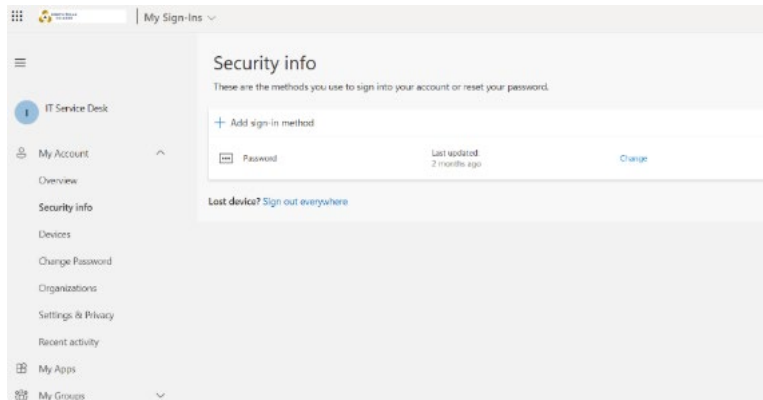 My Sign-Ins
Security info
These are the methods you use to sign into your account or reset your password.
I
IT Service Desk
+ Add sign-in method
My Account
Password
Last updated:
2 months ago
Change
Overview
Security info
Lost device? Sign out everywhere
Devices
Change Password
Organizations
Settings & Privacy
Recent activity
My Apps
My Groups